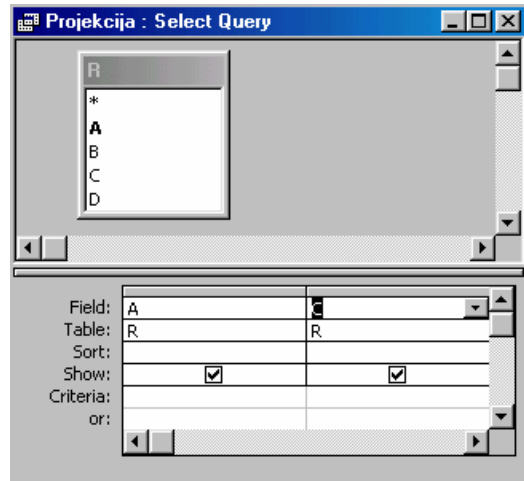 Projekcija : Select Query
R
*
A
B
C
D
Field: A C
Table: R R
Sort:
Show:
Criteria:
or: